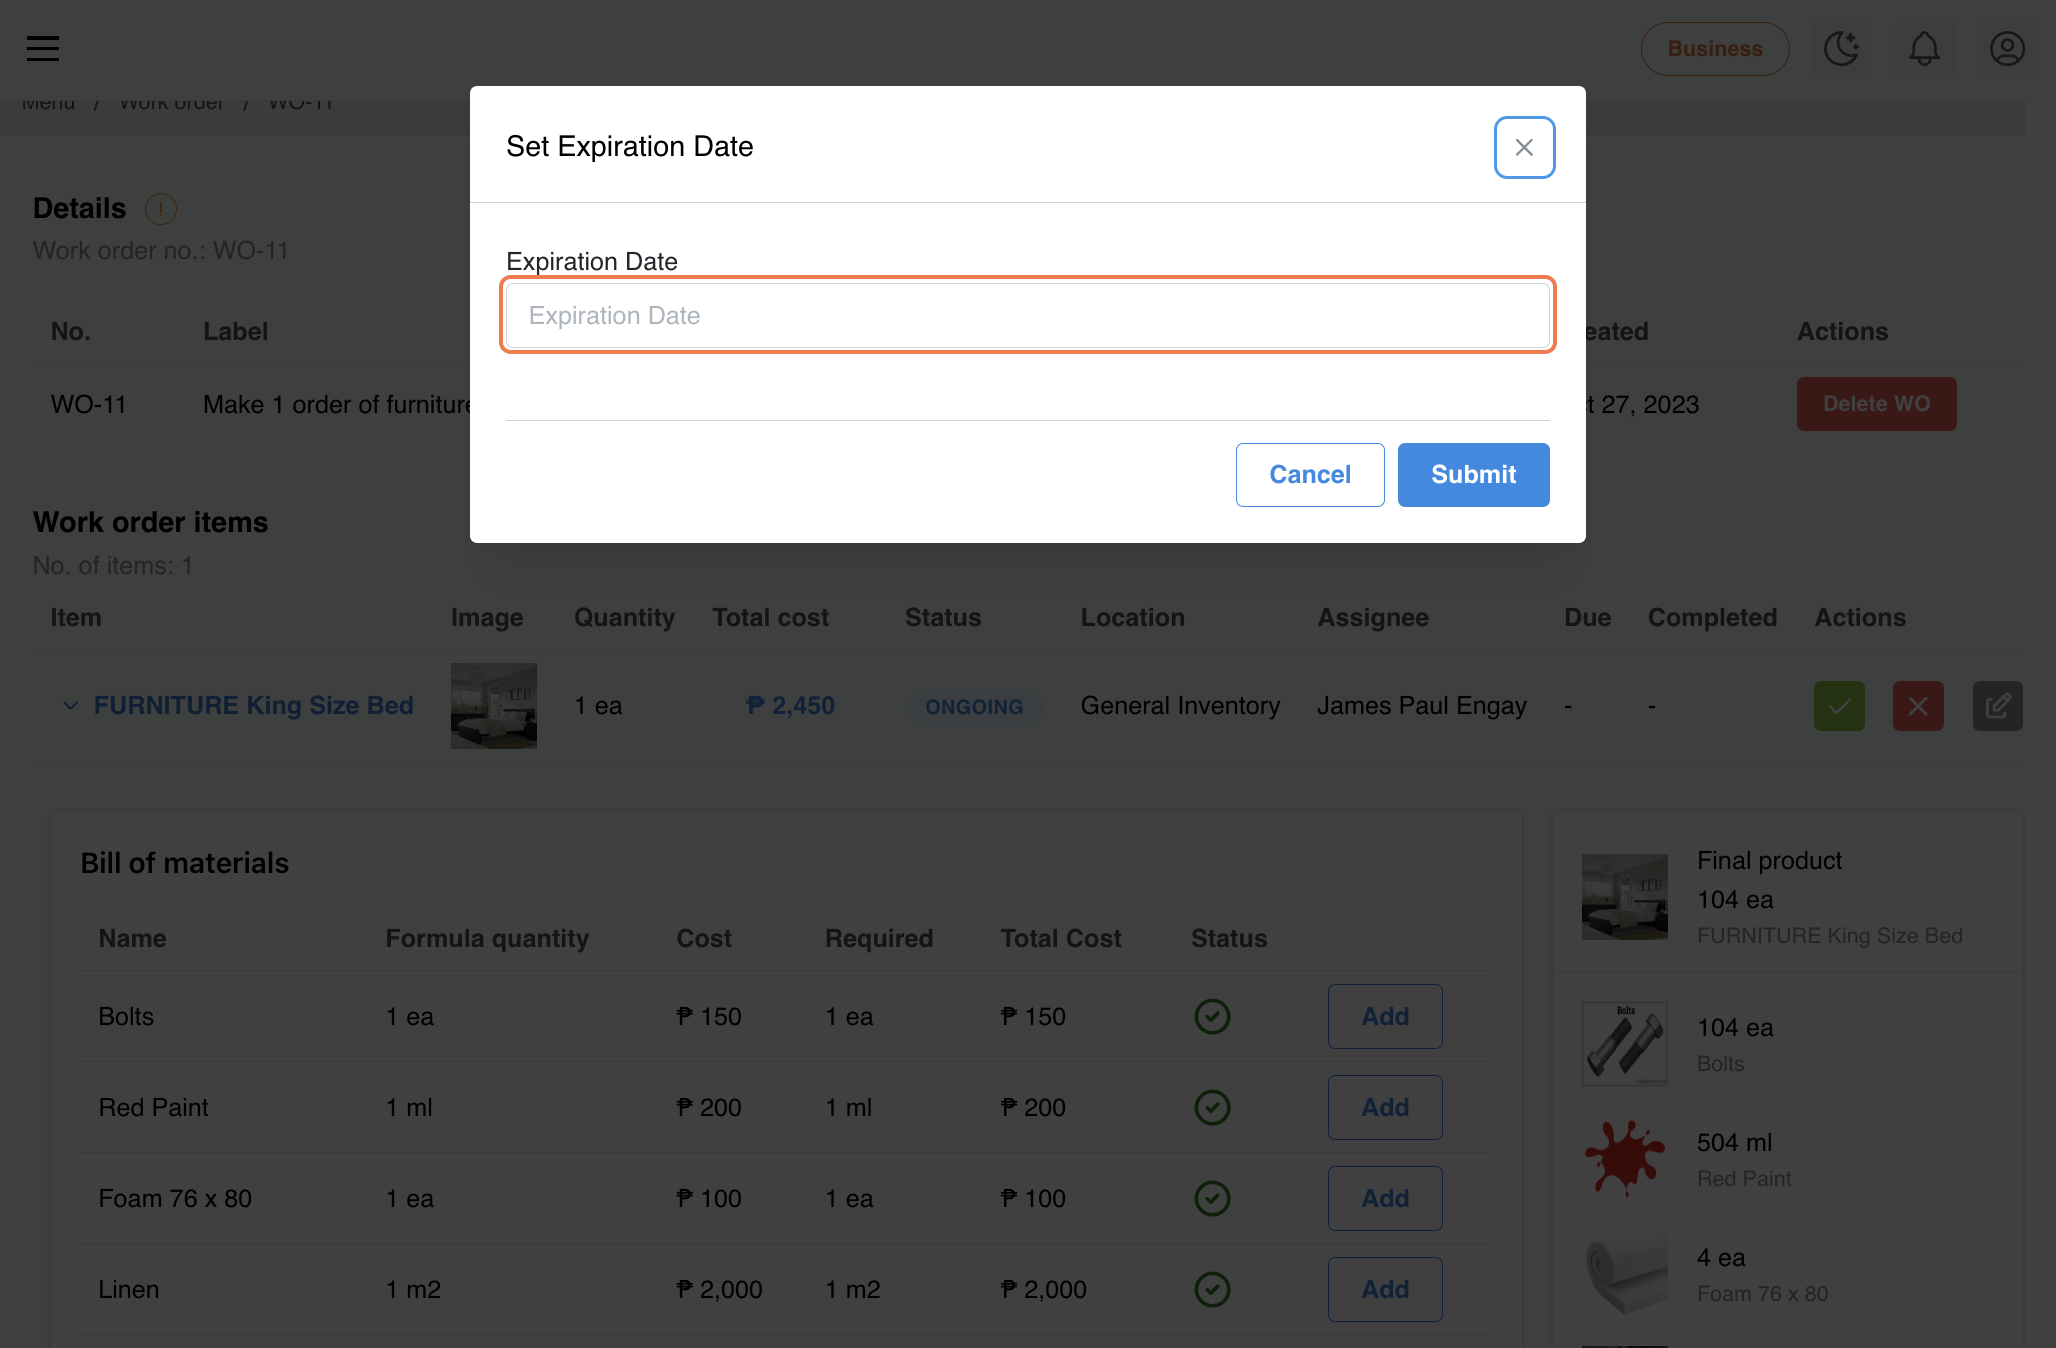 Business
Menu / Work order / WO-11
Set Expiration Date
Expiration Date
Expiration Date
Cancel Submit
Details
Work order no.: WO-11
No. Label eated Actions
WO-11 Make 1 order of furniture t 27, 2023 Delete WO
Work order items
No. of items: 1
Item Image Quantity Total cost Status Location Assignee Due Completed Actions
FURNITURE King Size Bed 1 ea ₱ 2,450 ONGOING General Inventory James Paul Engay - -
Bill of materials
Name Formula quantity Cost Required Total Cost Status
Bolts 1 ea ₱ 150 1 ea ₱ 150 Add
Red Paint 1 ml ₱ 200 1 ml ₱ 200 Add
Foam 76 x 80 1 ea ₱ 100 1 ea ₱ 100 Add
Linen 1 m2 ₱ 2,000 1 m2 ₱ 2,000 Add
Final product
104 ea
FURNITURE King Size Bed
Bolts
104 ea
Bolts
504 ml
Red Paint
4 ea
Foam 76 x 80